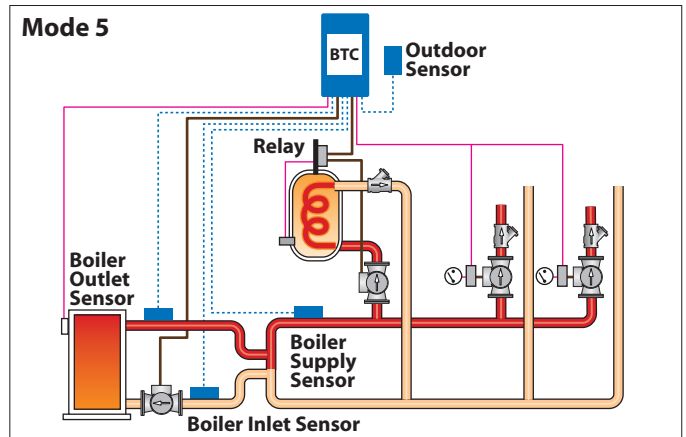 Mode 5
BTC
Outdoor
Sensor
Relay
Boiler
Outlet
Sensor
Boiler
Supply
Sensor
Boiler Inlet Sensor